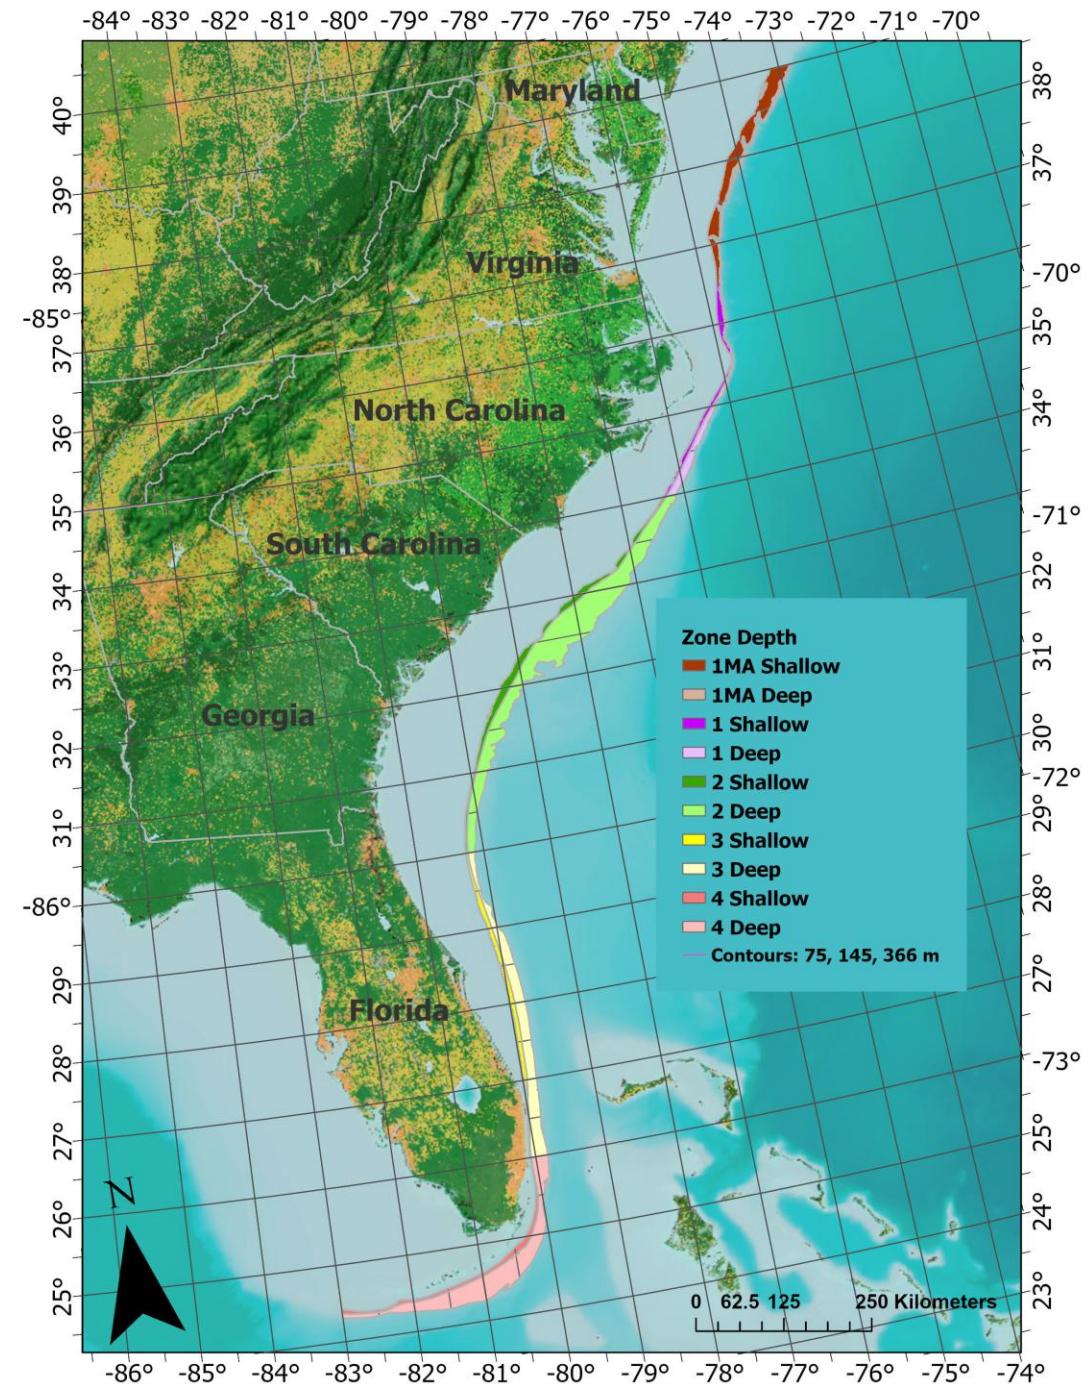 -84° -83° -82° -81° -80° -79° -78° -77° -76° -75° -74° -73° -72° -71° -70°
Maryland
38°
40°
37°
39°
Virginia
38°
-70°
-85°
35°
37°
34°
North Carolina
36°
35°
-71°
South Carolina
32°
34°
Zone Depth
31°
1MA Shallow
33°
1MA Deep
Georgia
1 Shallow
30°
32°
1 Deep
-72°
2 Shallow
2 Deep
29°
31°
3 Shallow
3 Deep
28°
4 Shallow
-86°
4 Deep
Contours: 75, 145, 366 m
27°
29°
Florida
28°
-73°
25°
27°
N
24°
26°
23°
25°
0 62.5 125 250 Kilometers
-86° -85° -84° -83° -82° -81° -80° -79° -78° -77° -76° -75° -74°